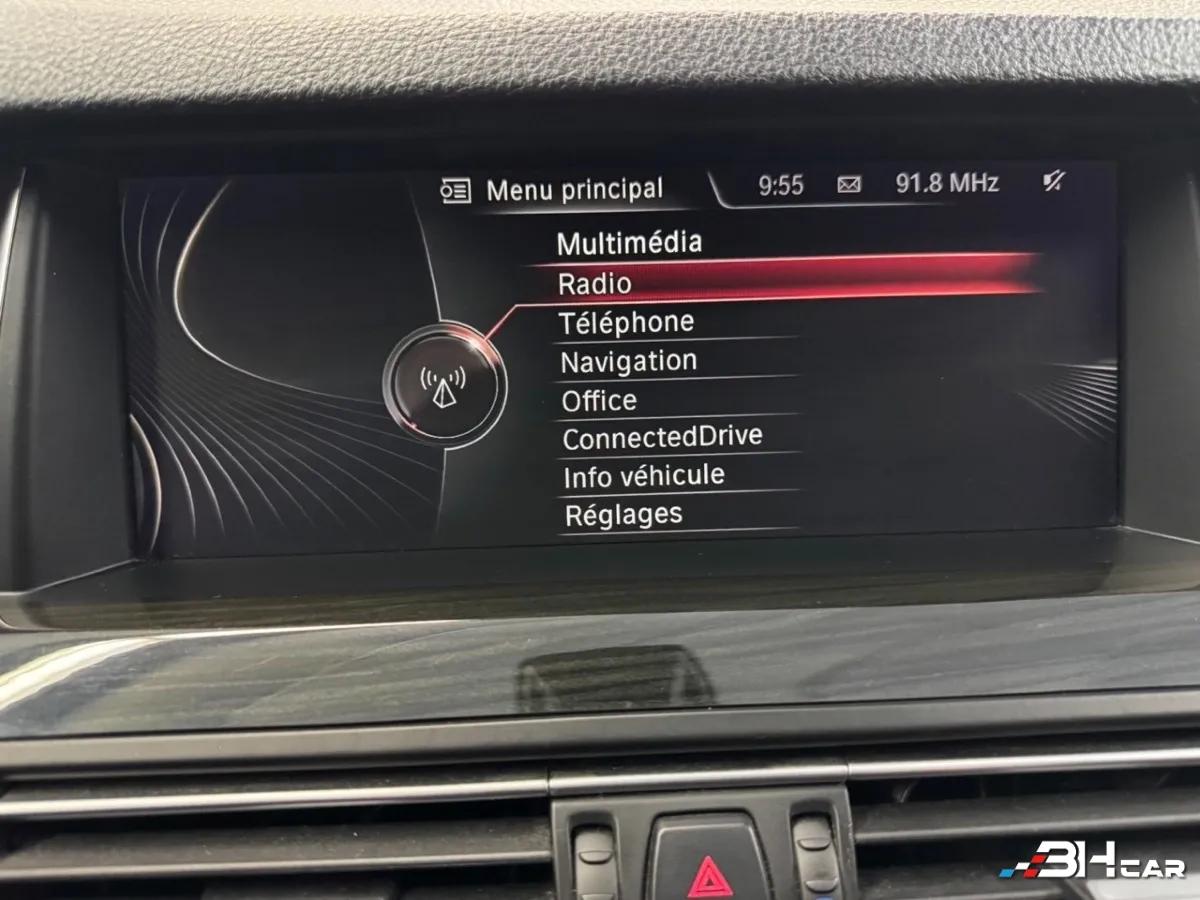 Menu principal 9:55 91.8 MHz
Multimédia
Radio
Téléphone
Navigation
Office
ConnectedDrive
Info véhicule
Réglages
BHCAR